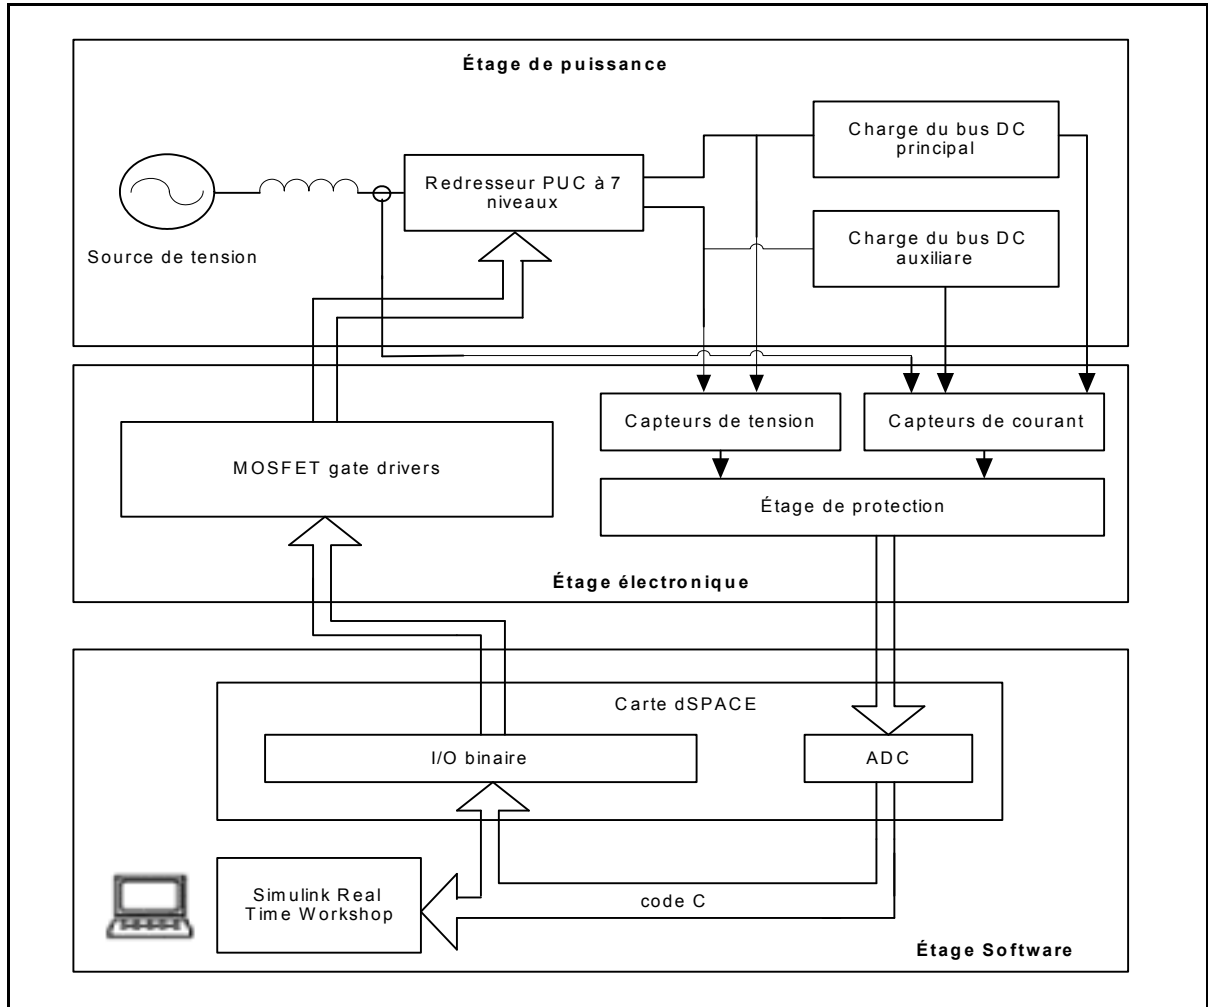 Étage de puissance
Charge du bus DC
principal
Redresseur PUC à 7
niveaux
Source de tension
Charge du bus DC
auxiliare
Capteurs de tension
Capteurs de courant
MOSFET gate drivers
Étage de protection
Étage électronique
Carte dSPACE
I/O binaire
ADC
Simulink Real
Time Workshop
code C
Étage Software